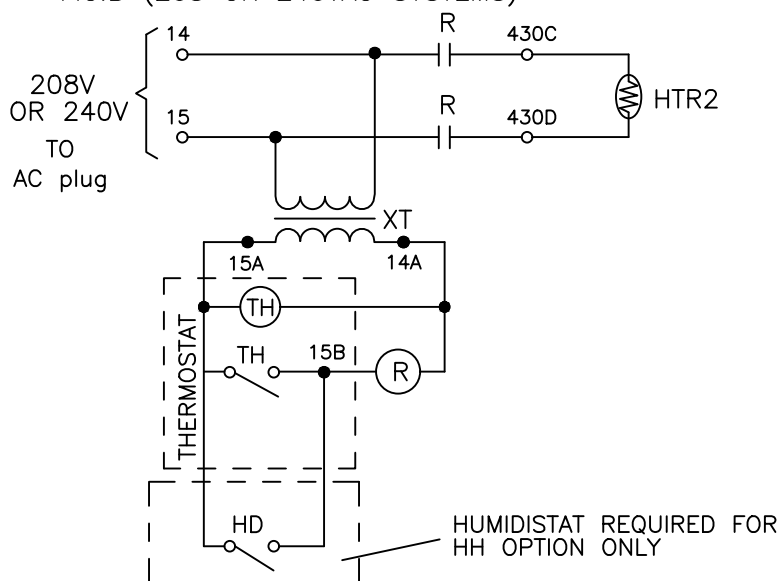 14
R
430C
208V
OR 240V
HTR2
15
R
430D
TO
AC plug
XT
15A
14A
TH
THERMOSTAT
TH
15B
R
HD
HUMIDISTAT REQUIRED FOR
HH OPTION ONLY